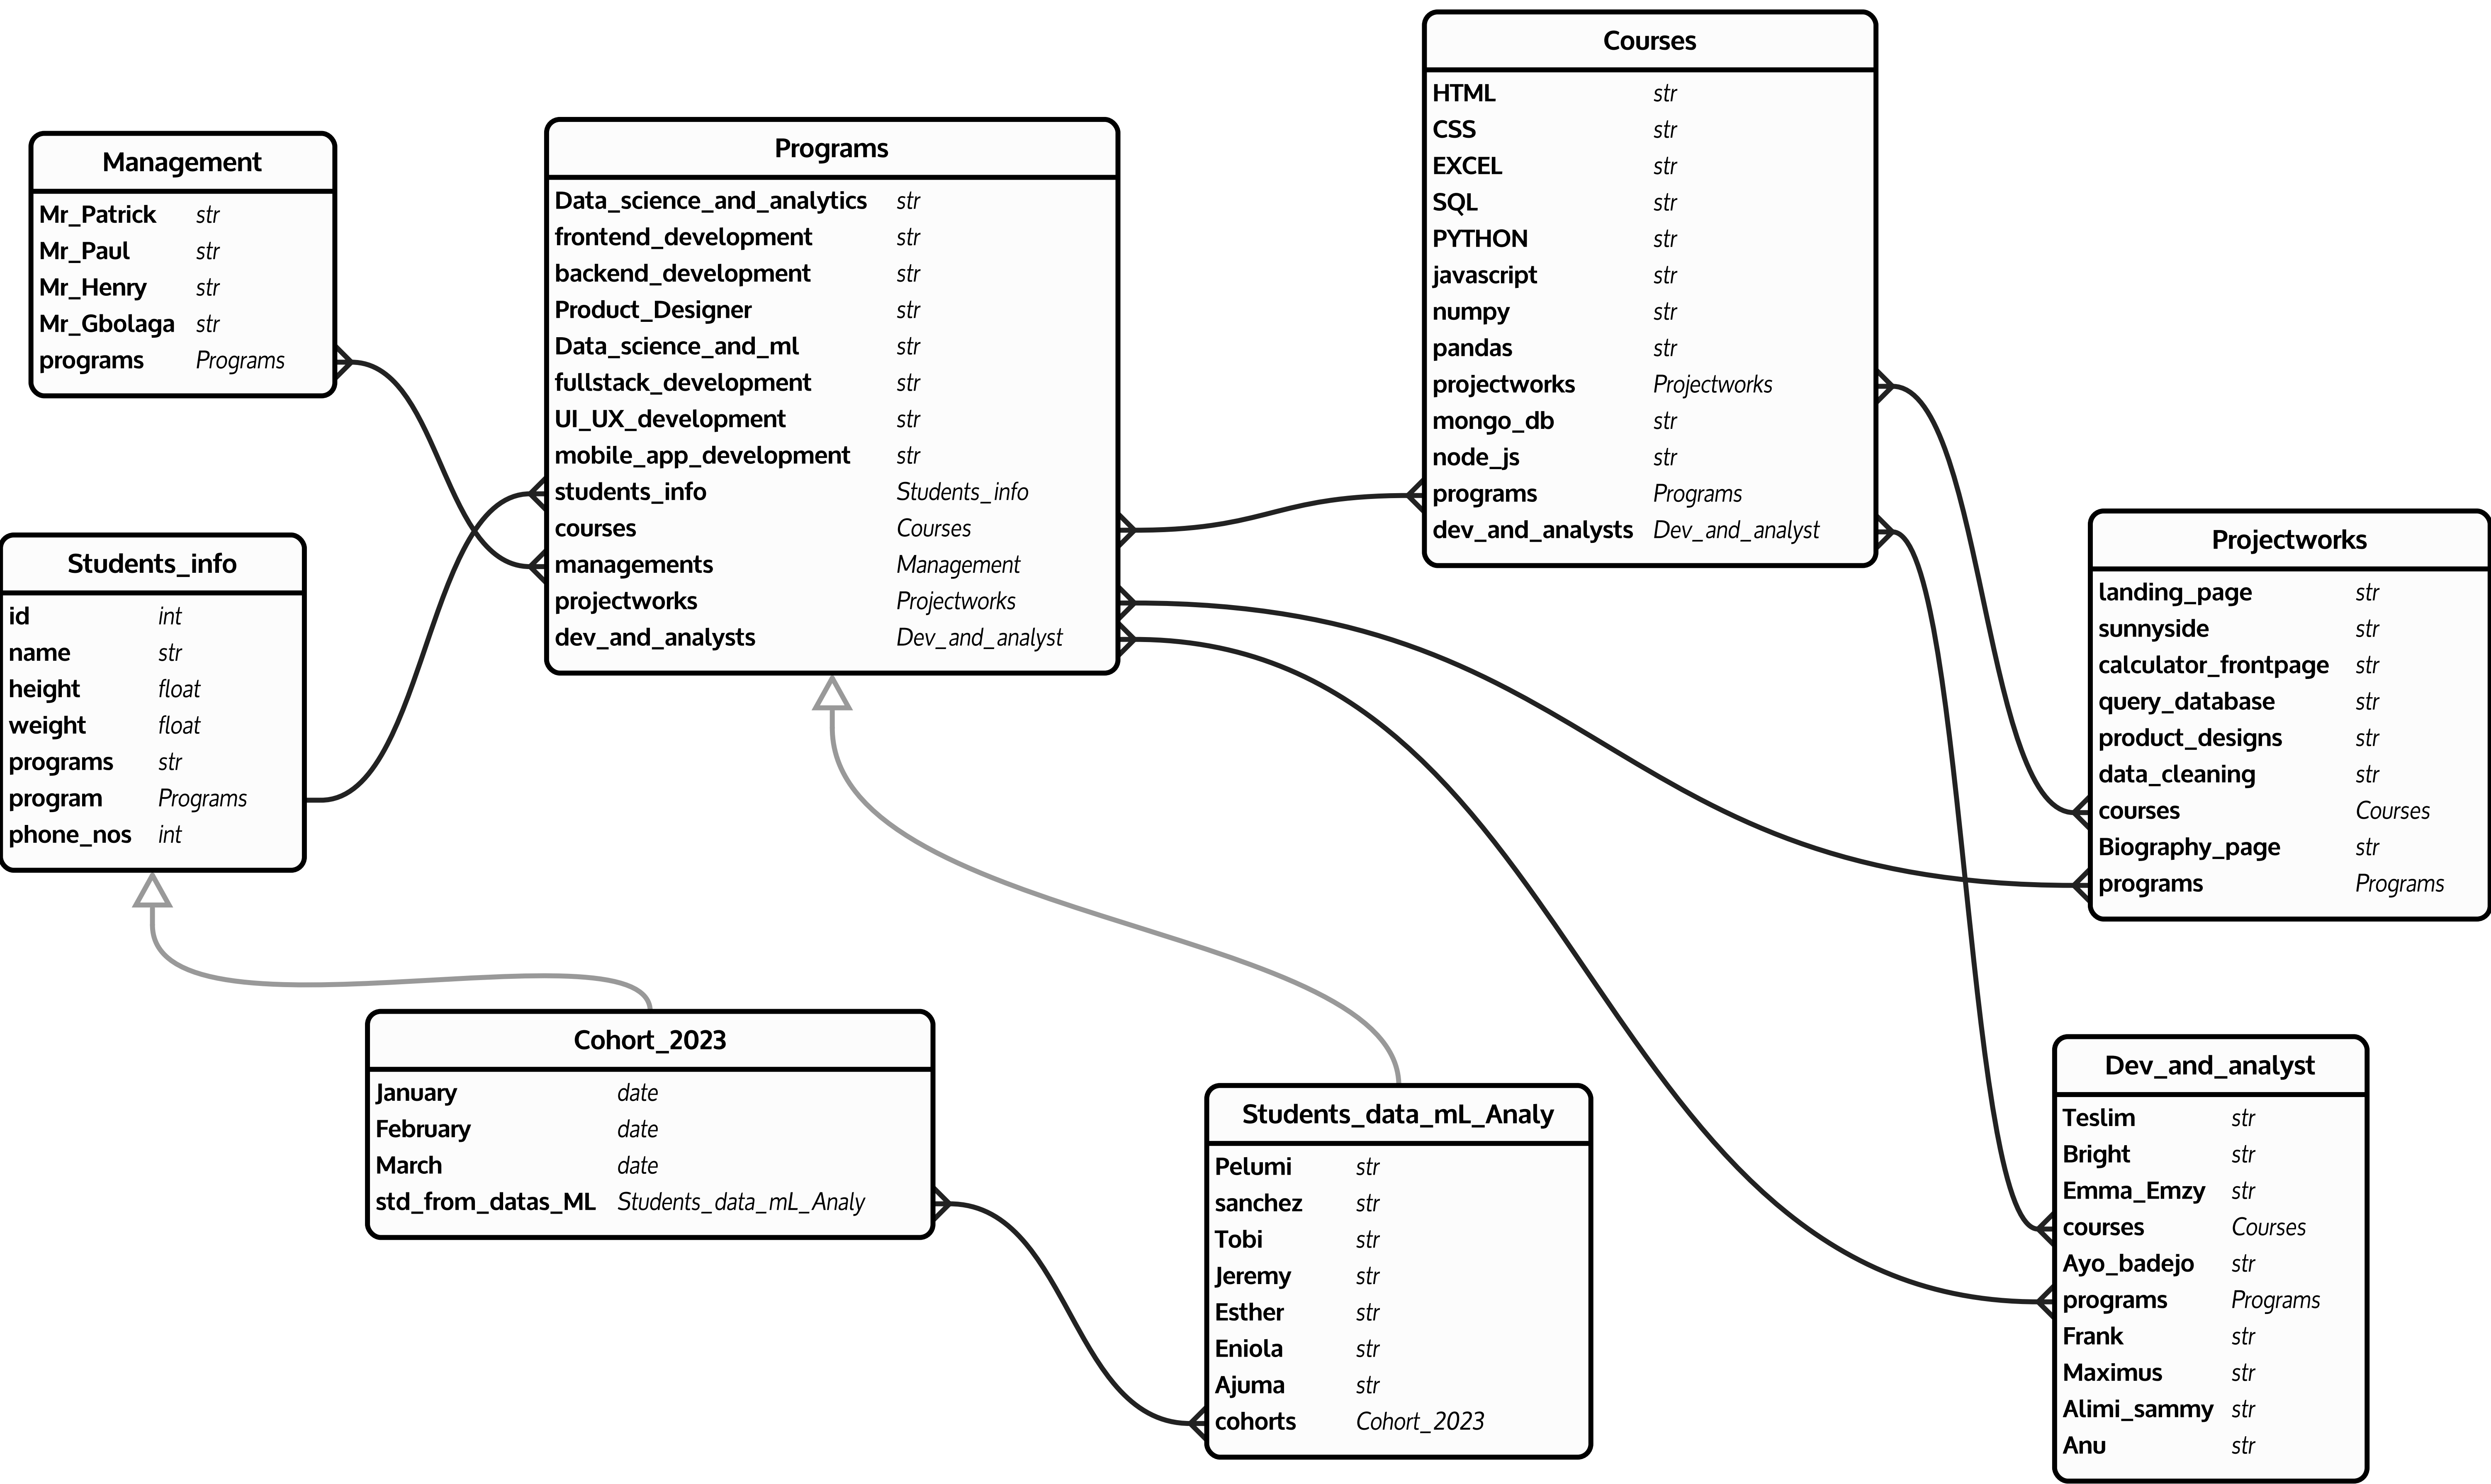 Management
Mr_Patrick str
Mr_Paul str
Mr_Henry str
Mr_Gbolaga str
programs Programs
Programs
Data_science_and_analytics str
frontend_development str
backend_development str
Product_Designer str
Data_science_and_ml str
fullstack_development str
UI_UX_development str
mobile_app_development str
students_info Students_info
courses Courses
managements Management
projectworks Projectworks
dev_and_analysts Dev_and_analyst
Courses
HTML str
CSS str
EXCEL str
SQL str
PYTHON str
javascript str
numpy str
pandas str
projectworks Projectworks
mongo_db str
node_js str
programs Programs
dev_and_analysts Dev_and_analyst
Students_info
id int
name str
height float
weight float
programs str
program Programs
phone_nos int
Projectworks
landing_page str
sunnyside str
calculator_frontpage str
query_database str
product_designs str
data_cleaning str
courses Courses
Biography_page str
programs Programs
Cohort_2023
January date
February date
March date
std_from_datas_ML Students_data_mL_Analy
Students_data_mL_Analy
Pelumi str
sanchez str
Tobi str
Jeremy str
Esther str
Eniola str
Ajuma str
cohorts Cohort_2023
Dev_and_analyst
Teslim str
Bright str
Emma_Emzy str
courses Courses
Ayo_badejo str
programs Programs
Frank str
Maximus str
Alimi_sammy str
Anu str